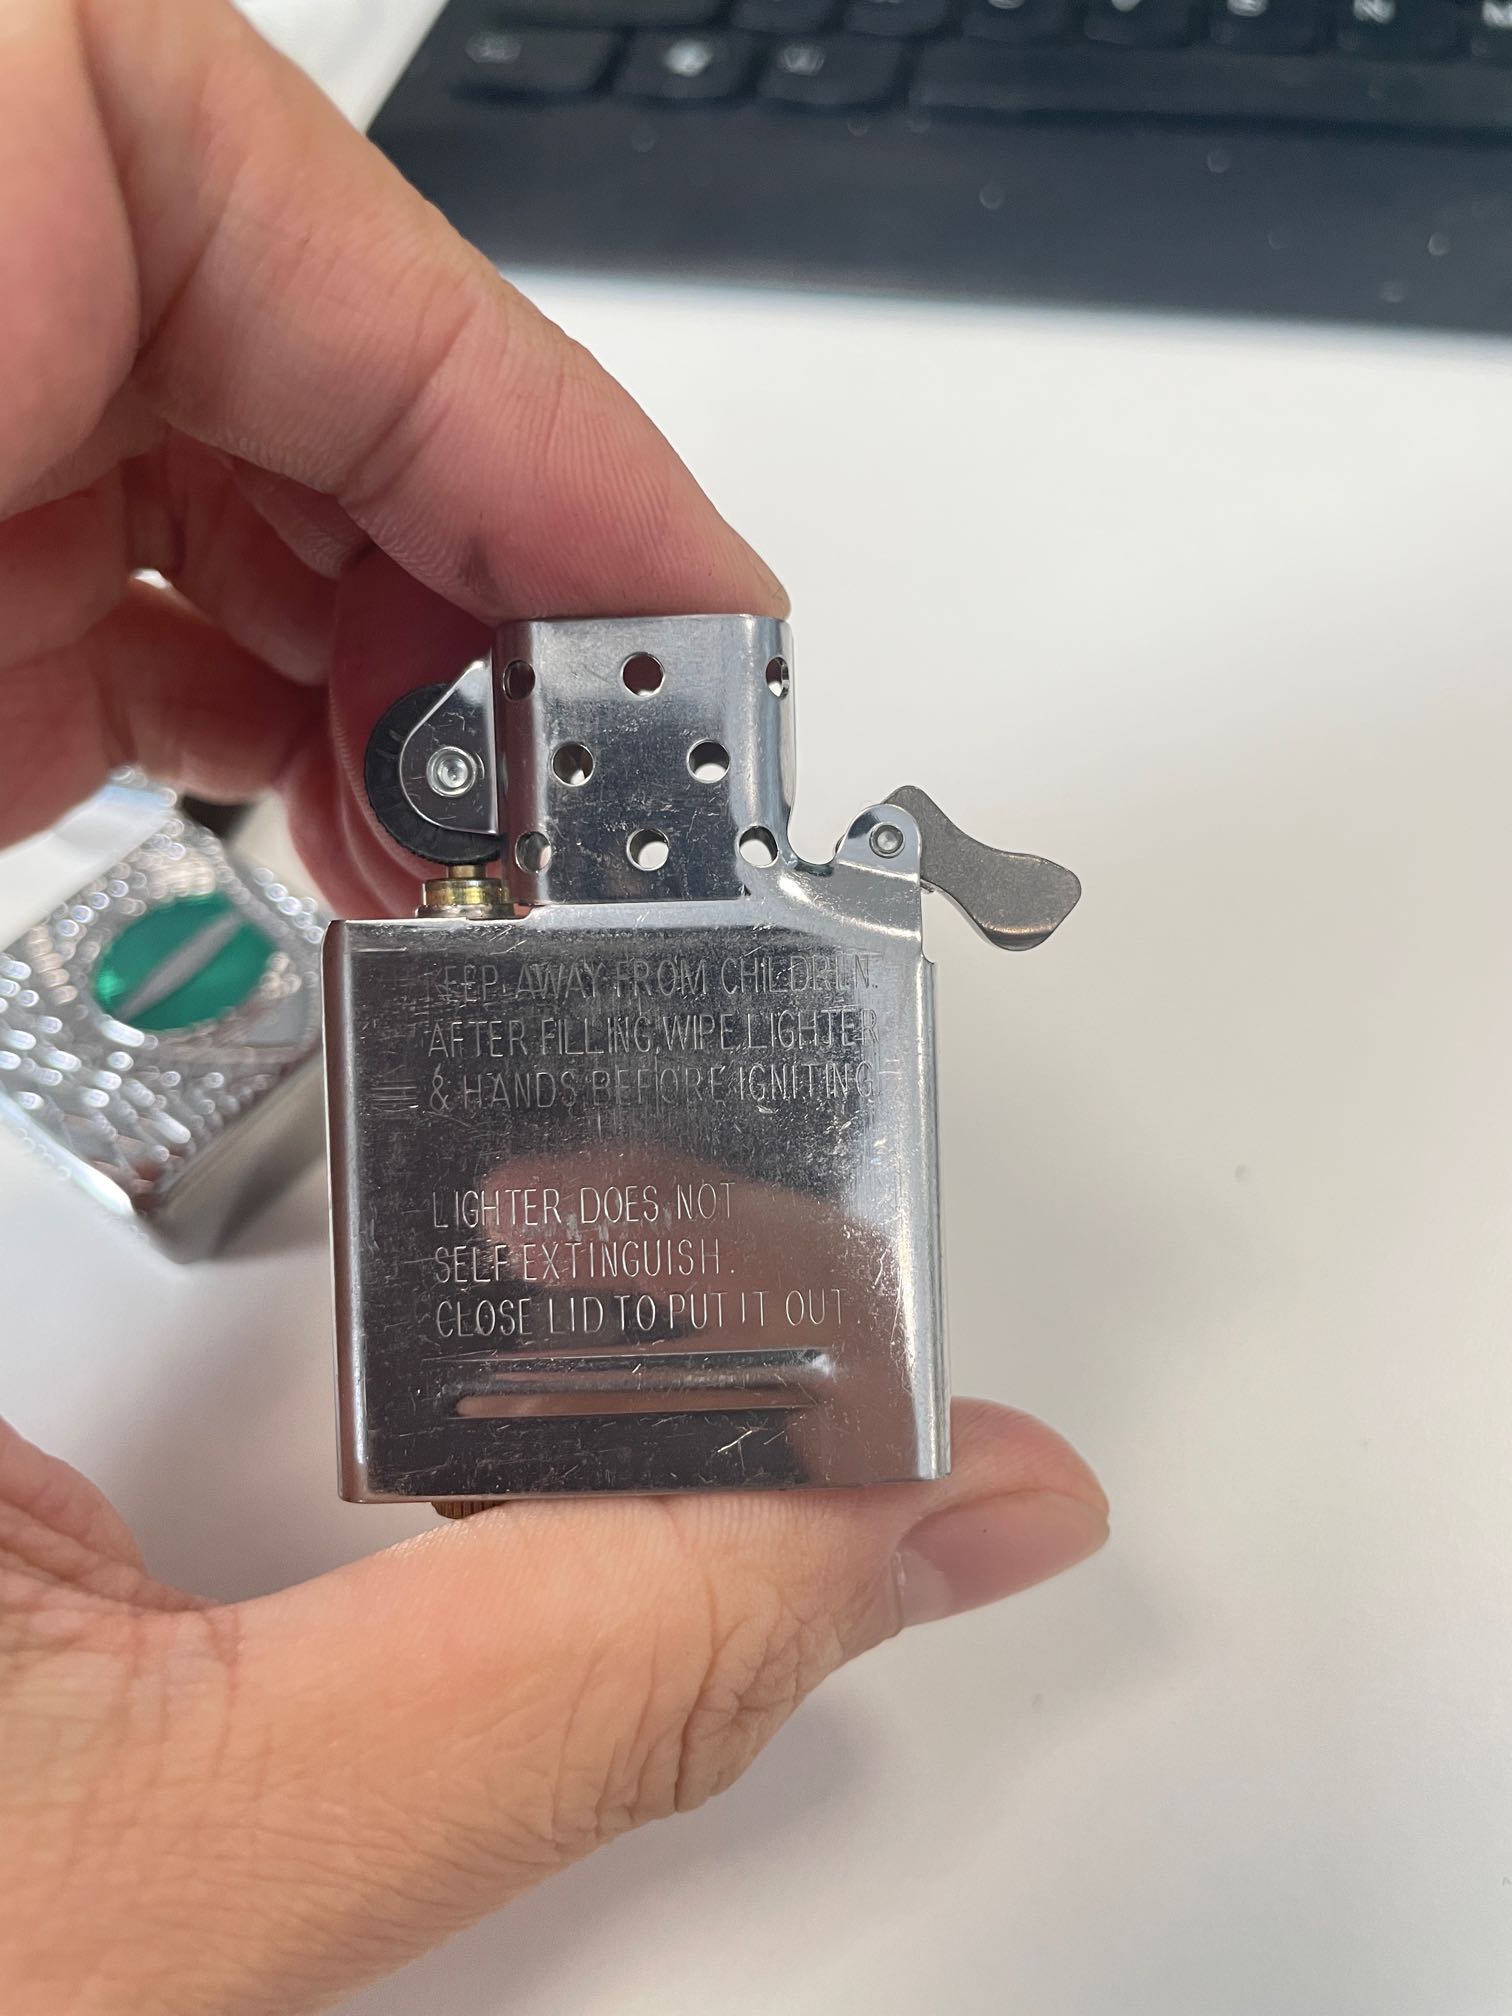 KEEP AWAY FROM CHILDREN.
AFTER FILLING, WIPE LIGHTER
& HANDS BEFORE IGNITING.
LIGHTER DOES NOT
SELF EXTINGUISH.
CLOSE LID TO PUT IT OUT.